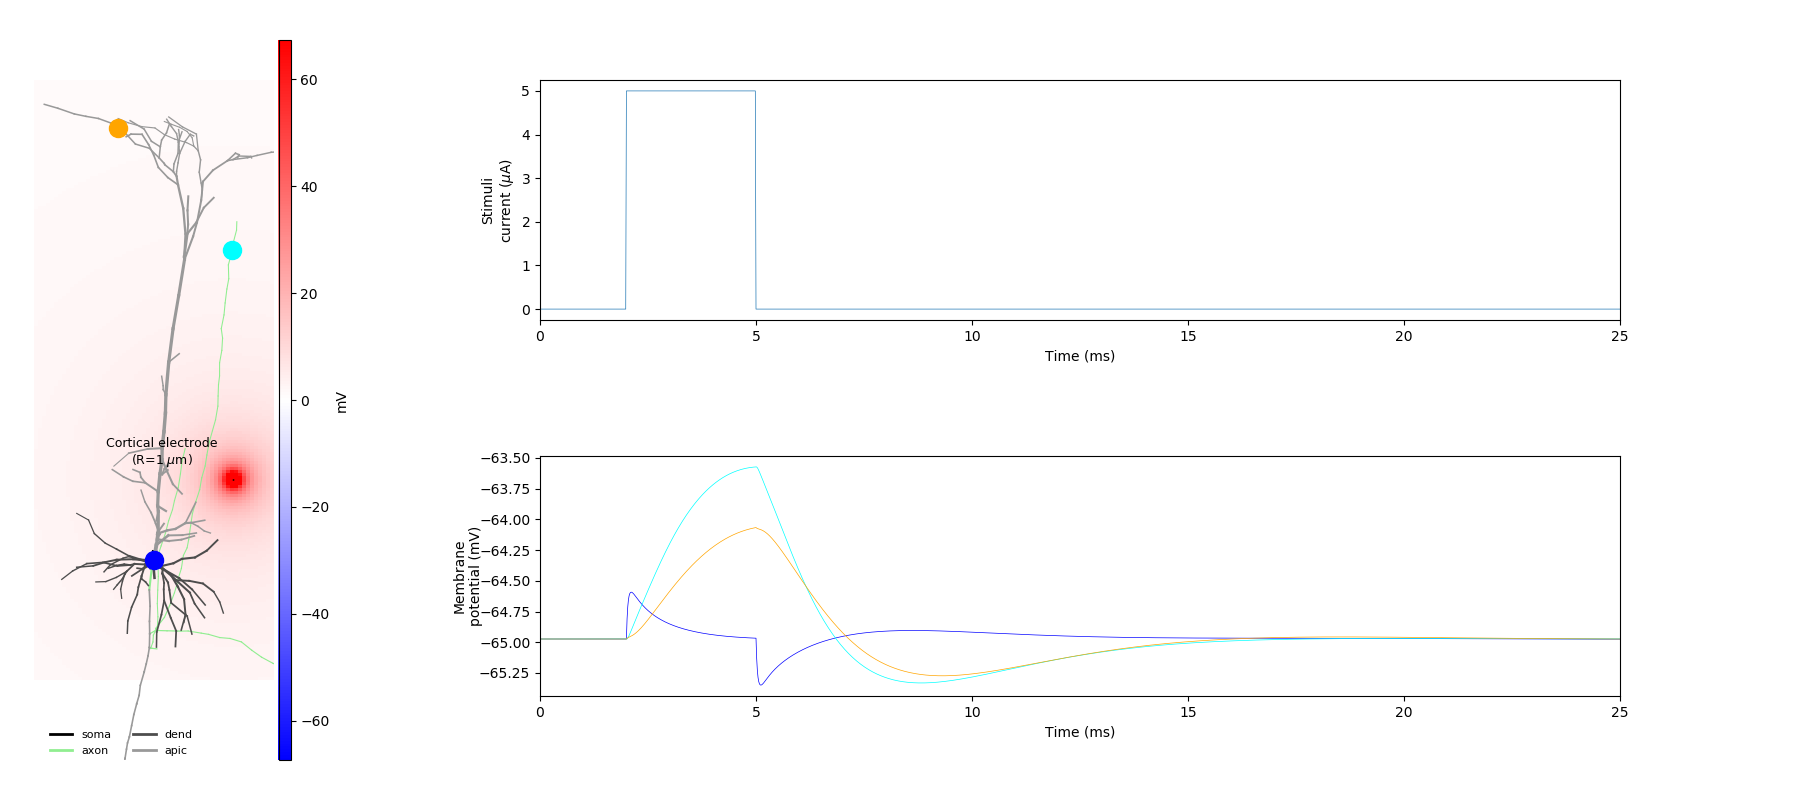 60
40
20
0
−20
−40
−60
mV
Cortical electrode
(R=1 μm)
soma
dend
axon
apic
5
4
3
2
1
0
Stimuli
current (μA)
0
5
10
15
20
25
Time (ms)
−63.50
−63.75
−64.00
−64.25
−64.50
−64.75
−65.00
−65.25
Membrane
potential (mV)
0
5
10
15
20
25
Time (ms)